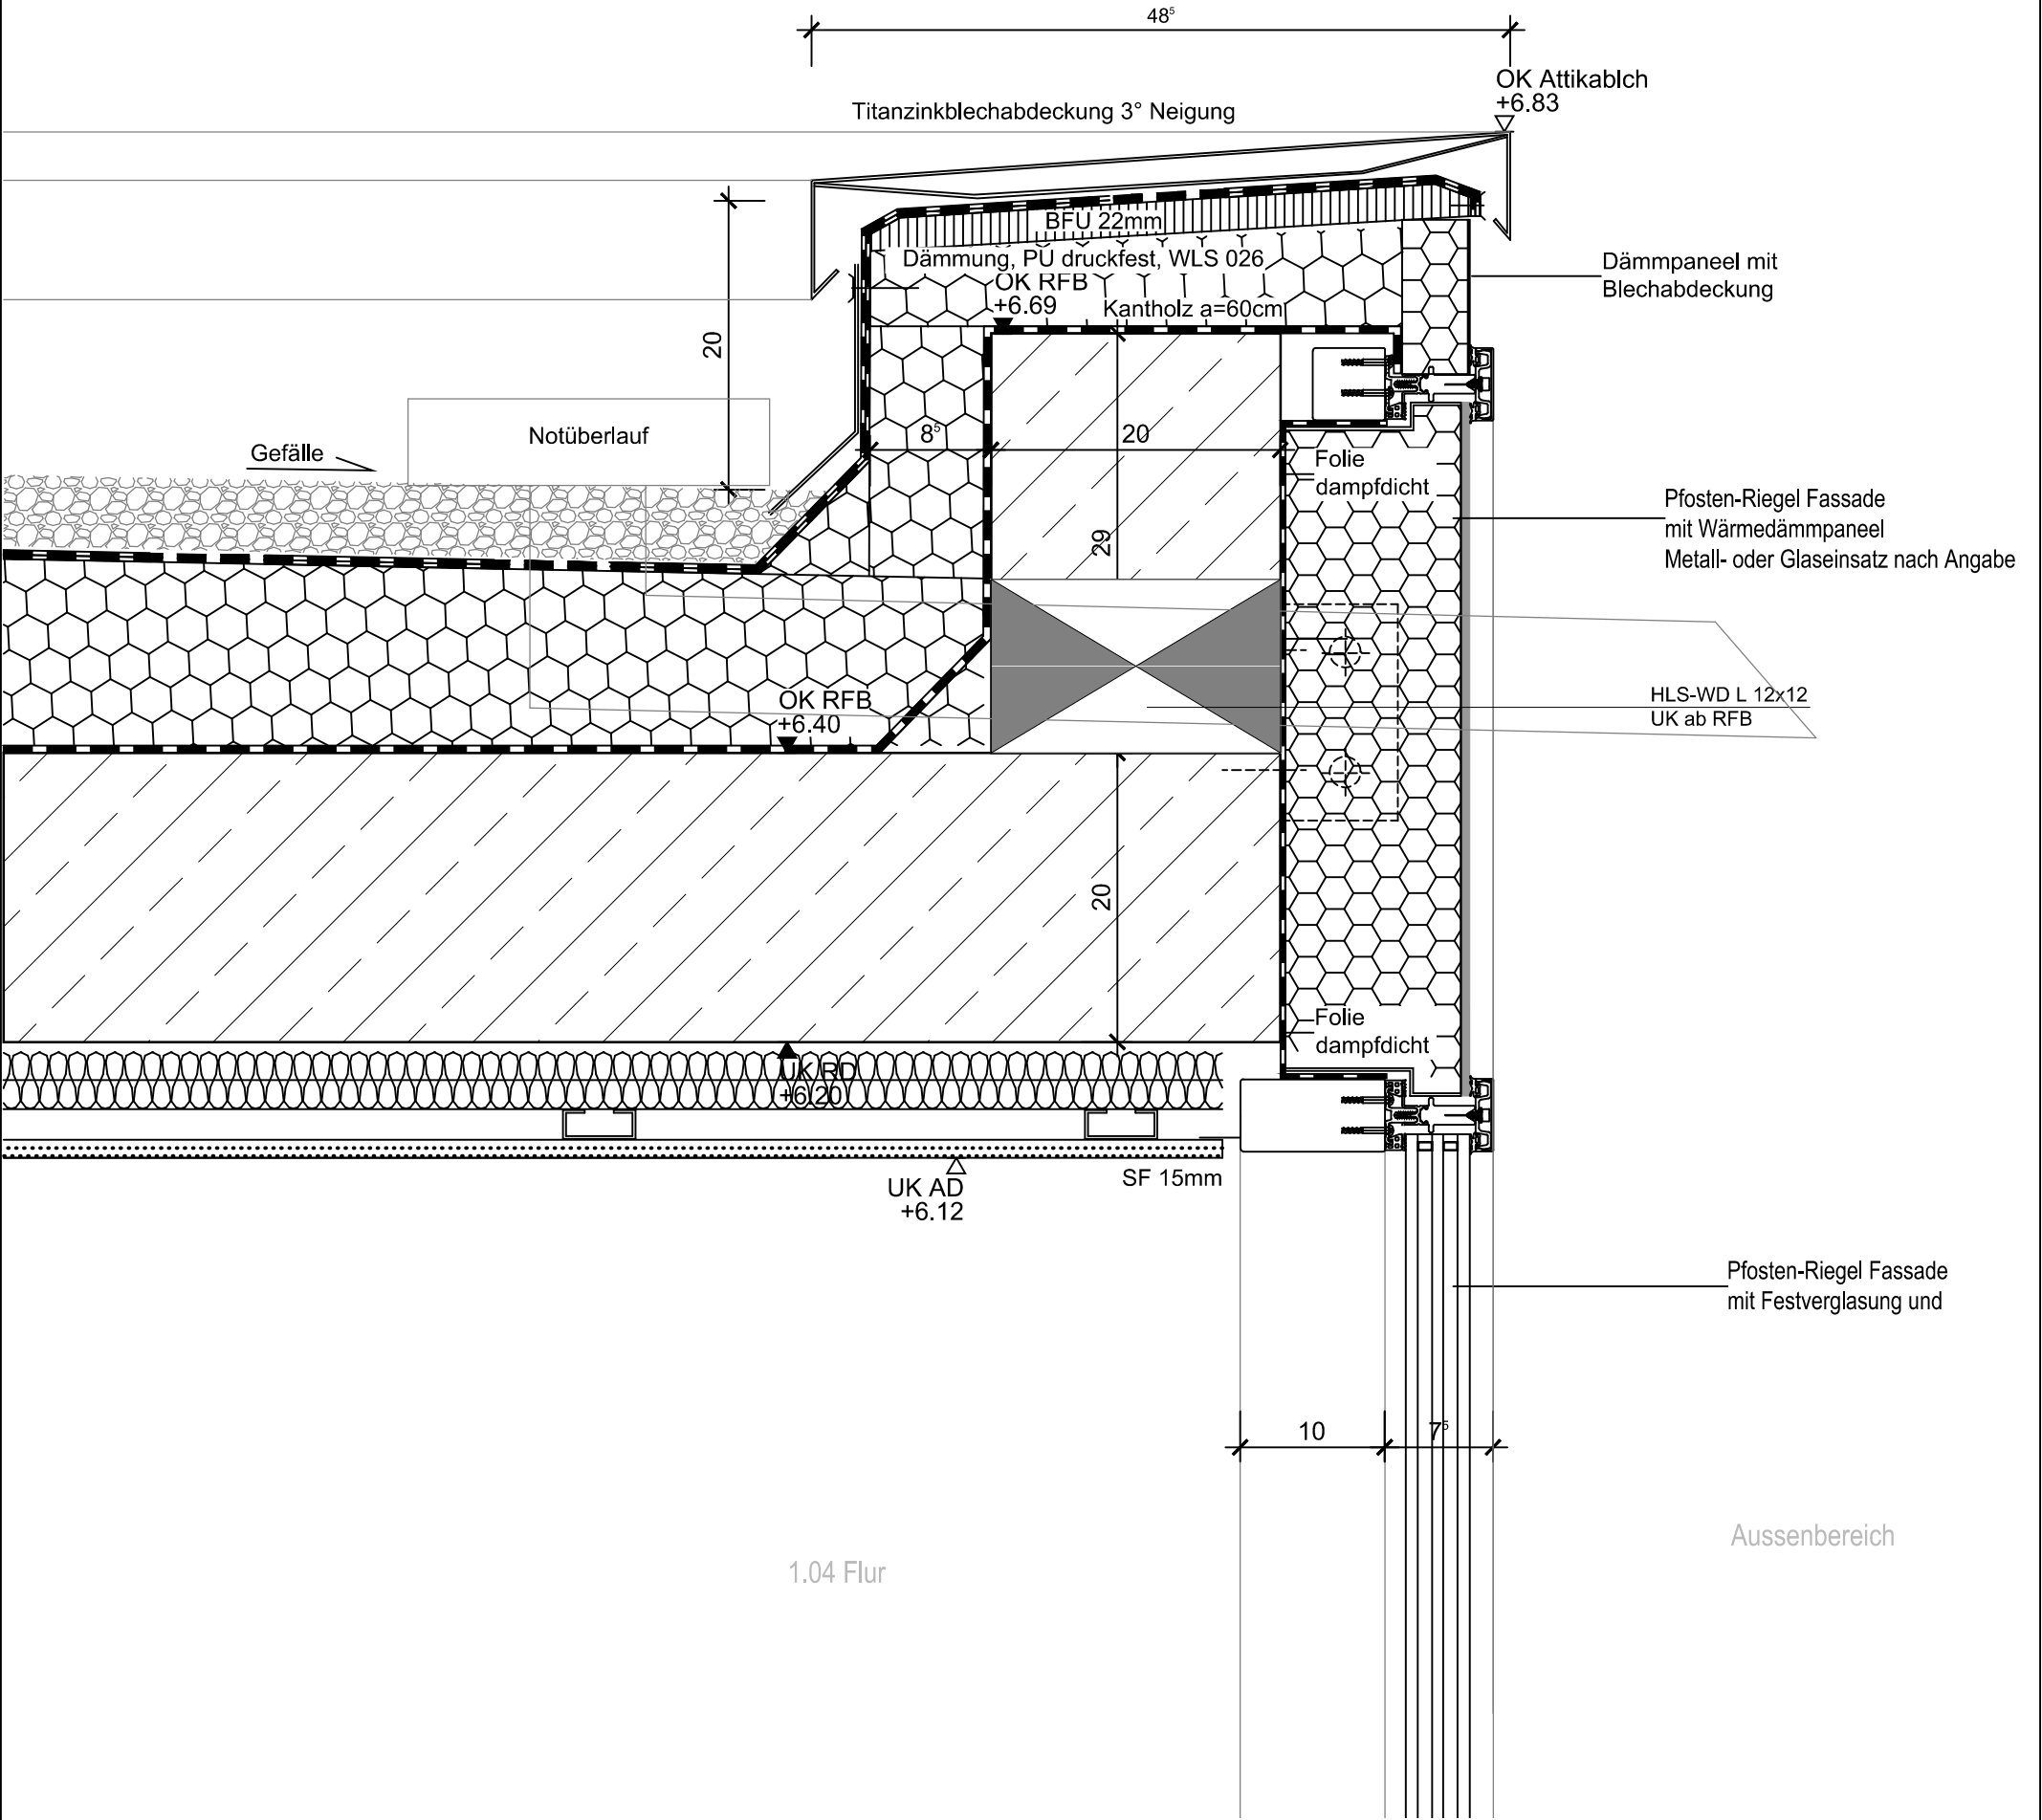 48⁵
OK Attikablch
+6.83
Titanzinkblechabdeckung 3° Neigung
BFU 22mm
Dämmung, PU druckfest, WLS 026
OK RFB
+6.69
Kantholz a=60cm
Dämmpaneel mit
Blechabdeckung
20
Notüberlauf
Gefälle
8⁵
20
Folie
dampfdicht
Pfosten-Riegel Fassade
mit Wärmedämmpaneel
Metall- oder Glaseinsatz nach Angabe
29
OK RFB
+6.40
HLS-WD L 12x12
UK ab RFB
20
Folie
dampfdicht
UK RD
+6.20
UK AD
+6.12
SF 15mm
Pfosten-Riegel Fassade
mit Festverglasung und
10
7⁵
Aussenbereich
1.04 Flur